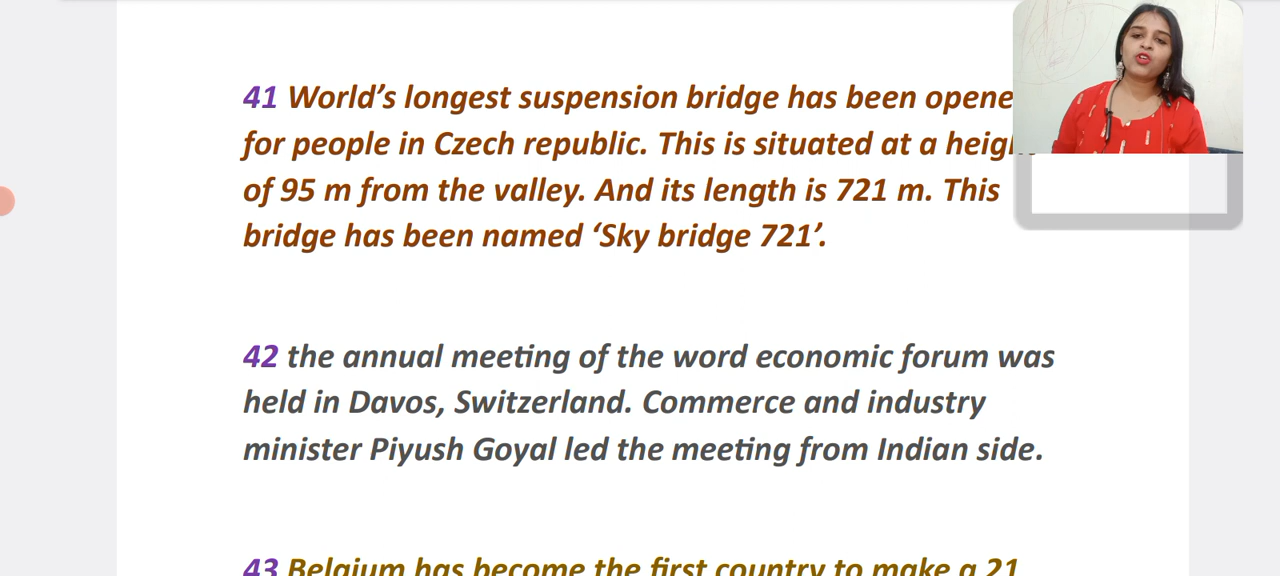 41 World’s longest suspension bridge has been opene
for people in Czech republic. This is situated at a heigh
of 95 m from the valley. And its length is 721 m. This
bridge has been named ‘Sky bridge 721’.
42 the annual meeting of the word economic forum was
held in Davos, Switzerland. Commerce and industry
minister Piyush Goyal led the meeting from Indian side.
43 Belgium has become the first country to make a 21